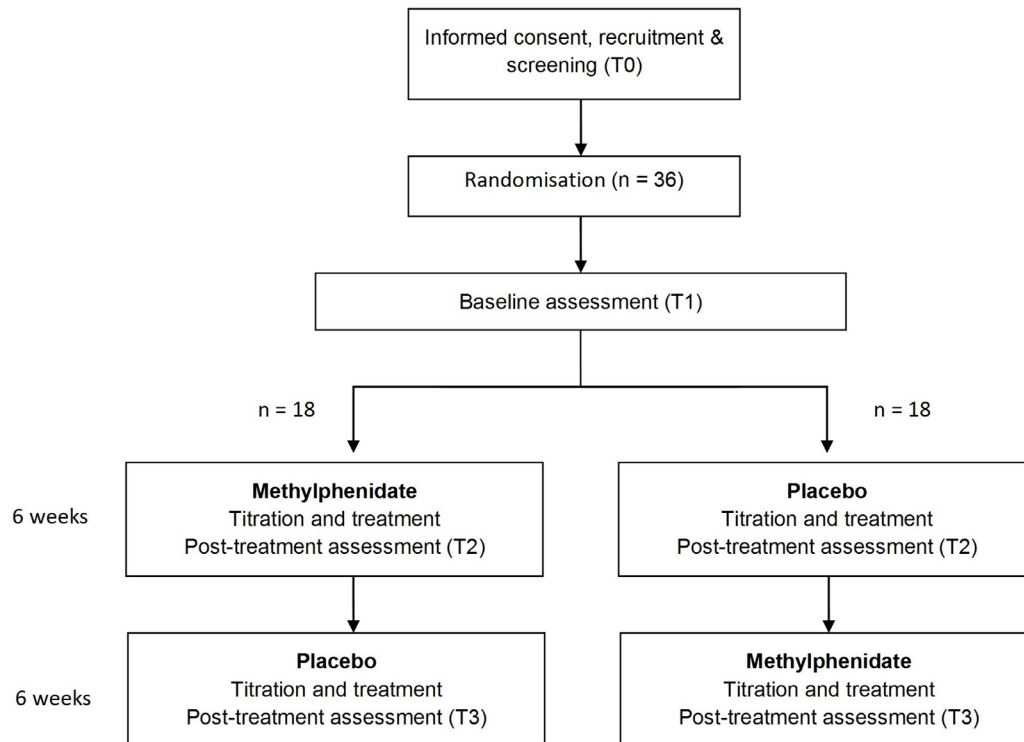 Informed consent, recruitment &
screening (T0)
Randomisation (n = 36)
Baseline assessment (T1)
n = 18
n = 18
6 weeks
Methylphenidate
Titration and treatment
Post-treatment assessment (T2)
Placebo
Titration and treatment
Post-treatment assessment (T2)
6 weeks
Placebo
Titration and treatment
Post-treatment assessment (T3)
Methylphenidate
Titration and treatment
Post-treatment assessment (T3)